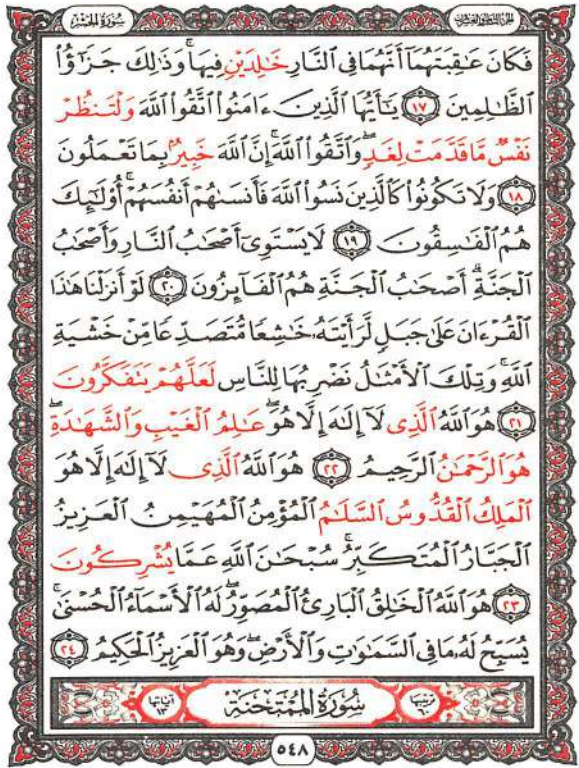 الجزء الثامن والعشرون
سورة الحشر
فَكَانَ عَٰقِبَتَهُمَآ أَنَّهُمَا فِي ٱلنَّارِ خَٰلِدَيْنِ فِيهَاۚ وَذَٰلِكَ جَزَٰٓؤُا۟
ٱلظَّٰلِمِينَ ١٧ يَٰٓأَيُّهَا ٱلَّذِينَ ءَامَنُوا۟ ٱتَّقُوا۟ ٱللَّهَ وَلْتَنظُرْ
نَفْسٌ مَّا قَدَّمَتْ لِغَدٍۖ وَٱتَّقُوا۟ ٱللَّهَۚ إِنَّ ٱللَّهَ خَبِيرٌۢ بِمَا تَعْمَلُونَ
١٨ وَلَا تَكُونُوا۟ كَٱلَّذِينَ نَسُوا۟ ٱللَّهَ فَأَنسَىٰهُمْ أَنفُسَهُمْۚ أُو۟لَٰٓئِكَ
هُمُ ٱلْفَٰسِقُونَ ١٩ لَا يَسْتَوِىٓ أَصْحَٰبُ ٱلنَّارِ وَأَصْحَٰبُ
ٱلْجَنَّةِۚ أَصْحَٰبُ ٱلْجَنَّةِ هُمُ ٱلْفَآئِزُونَ ٢٠ لَوْ أَنزَلْنَا هَٰذَا
ٱلْقُرْءَانَ عَلَىٰ جَبَلٍ لَّرَأَيْتَهُۥ خَٰشِعًا مُّتَصَدِّعًا مِّنْ خَشْيَةِ
ٱللَّهِۚ وَتِلْكَ ٱلْأَمْثَٰلُ نَضْرِبُهَا لِلنَّاسِ لَعَلَّهُمْ يَتَفَكَّرُونَ
٢١ هُوَ ٱللَّهُ ٱلَّذِى لَآ إِلَٰهَ إِلَّا هُوَۖ عَٰلِمُ ٱلْغَيْبِ وَٱلشَّهَٰدَةِۖ
هُوَ ٱلرَّحْمَٰنُ ٱلرَّحِيمُ ٢٢ هُوَ ٱللَّهُ ٱلَّذِى لَآ إِلَٰهَ إِلَّا هُوَ
ٱلْمَلِكُ ٱلْقُدُّوسُ ٱلسَّلَٰمُ ٱلْمُؤْمِنُ ٱلْمُهَيْمِنُ ٱلْعَزِيزُ
ٱلْجَبَّارُ ٱلْمُتَكَبِّرُۚ سُبْحَٰنَ ٱللَّهِ عَمَّا يُشْرِكُونَ
٢٣ هُوَ ٱللَّهُ ٱلْخَٰلِقُ ٱلْبَارِئُ ٱلْمُصَوِّرُۖ لَهُ ٱلْأَسْمَآءُ ٱلْحُسْنَىٰۚ
يُسَبِّحُ لَهُۥ مَا فِي ٱلسَّمَٰوَٰتِ وَٱلْأَرْضِۖ وَهُوَ ٱلْعَزِيزُ ٱلْحَكِيمُ ٢٤
ترتيبها ٦٠ سُورَةُ الْمُمْتَحنَةِ آياتها ١٣
٥٤٨